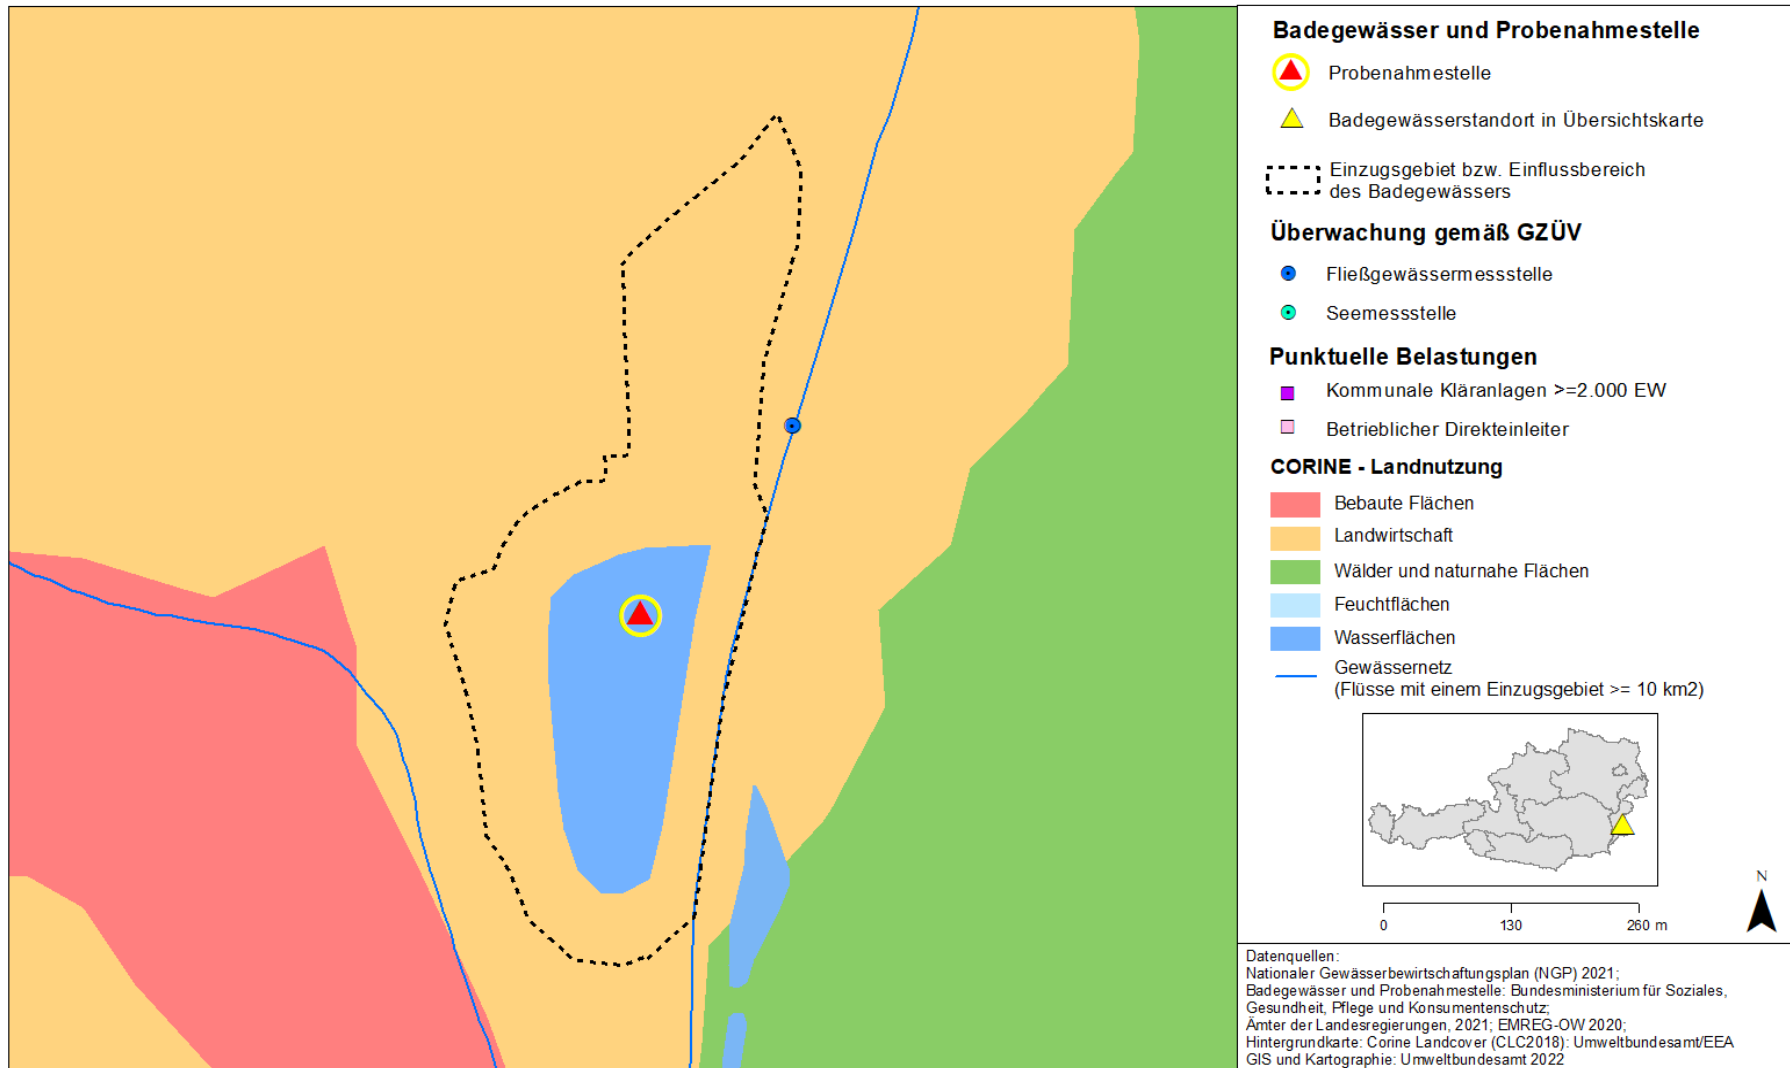 Badegewässer und Probenahmestelle
Probenahmestelle
Badegewässerstandort in Übersichtskarte
Einzugsgebiet bzw. Einflussbereich
des Badegewässers
Überwachung gemäß GZÜV
Fließgewässermessstelle
Seemessstelle
Punktuelle Belastungen
Kommunale Kläranlagen >=2.000 EW
Betrieblicher Direkteinleiter
CORINE - Landnutzung
Bebaute Flächen
Landwirtschaft
Wälder und naturnahe Flächen
Feuchtflächen
Wasserflächen
Gewässernetz
(Flüsse mit einem Einzugsgebiet >= 10 km2)
N
0 130 260 m
Datenquellen:
Nationaler Gewässerbewirtschaftungsplan (NGP) 2021;
Badegewässer und Probenahmestelle: Bundesministerium für Soziales,
Gesundheit, Pflege und Konsumentenschutz;
Ämter der Landesregierungen, 2021; EMREG-OW 2020;
Hintergrundkarte: Corine Landcover (CLC2018): Umweltbundesamt/EEA
GIS und Kartographie: Umweltbundesamt 2022